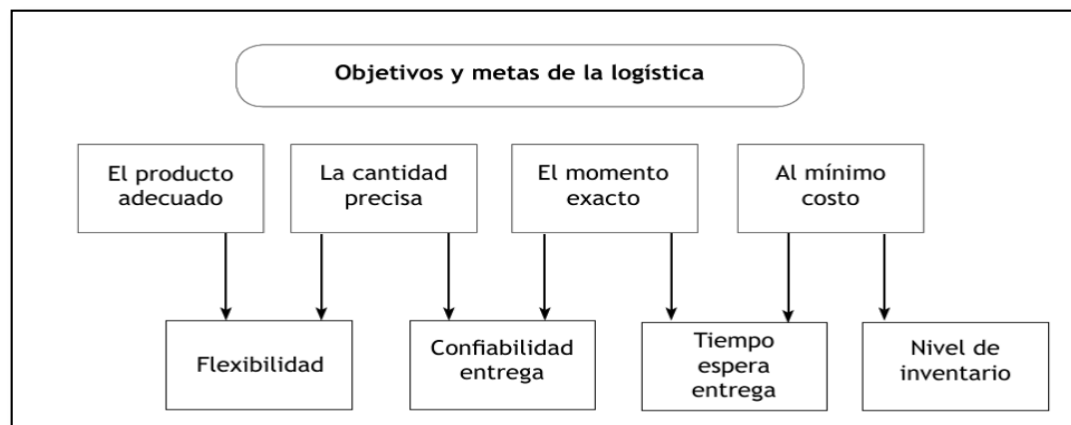 Objetivos y metas de la logística
El producto
adecuado
La cantidad
precisa
El momento
exacto
Al mínimo
costo
Flexibilidad
Confiabilidad
entrega
Tiempo
espera
entrega
Nivel de
inventario